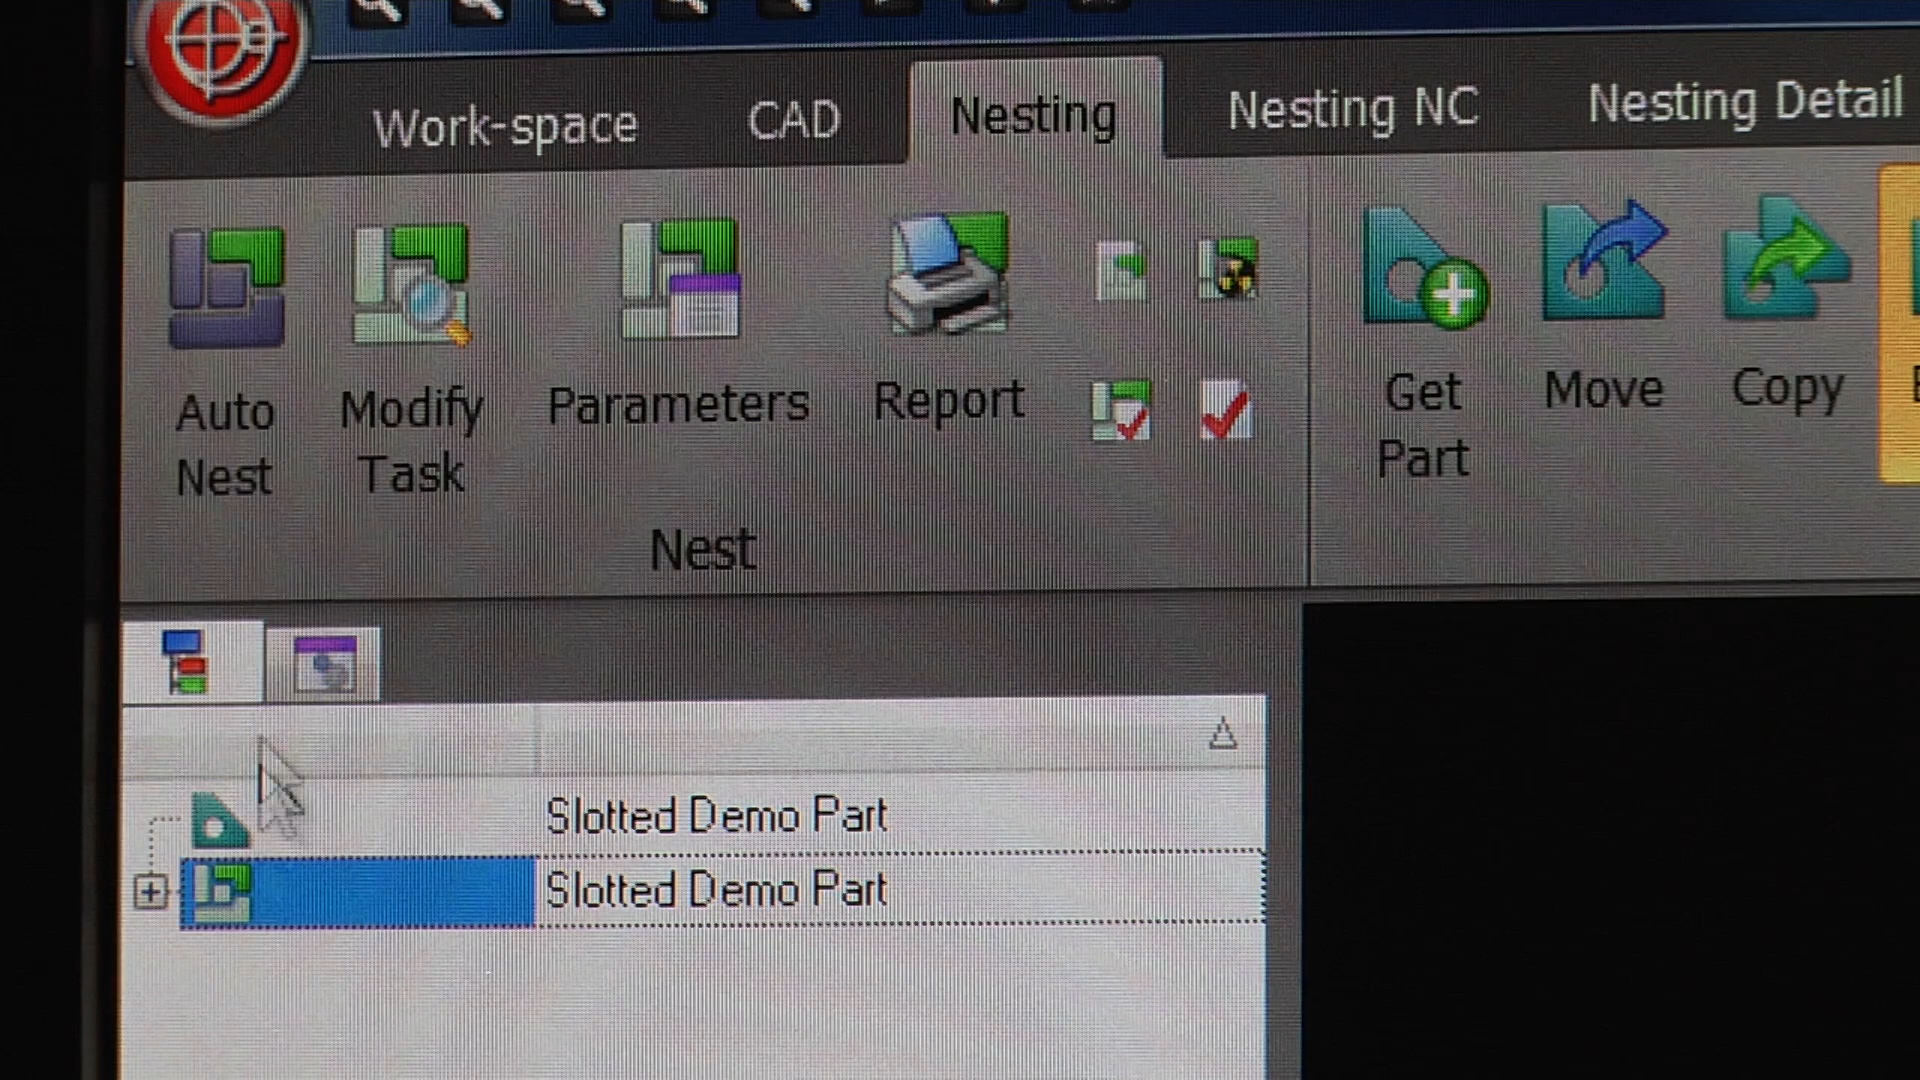 Work-space CAD Nesting Nesting NC Nesting Detail
Auto Nest
Modify Task
Parameters
Report
Get Part
Move
Copy
Nest
Slotted Demo Part
Slotted Demo Part